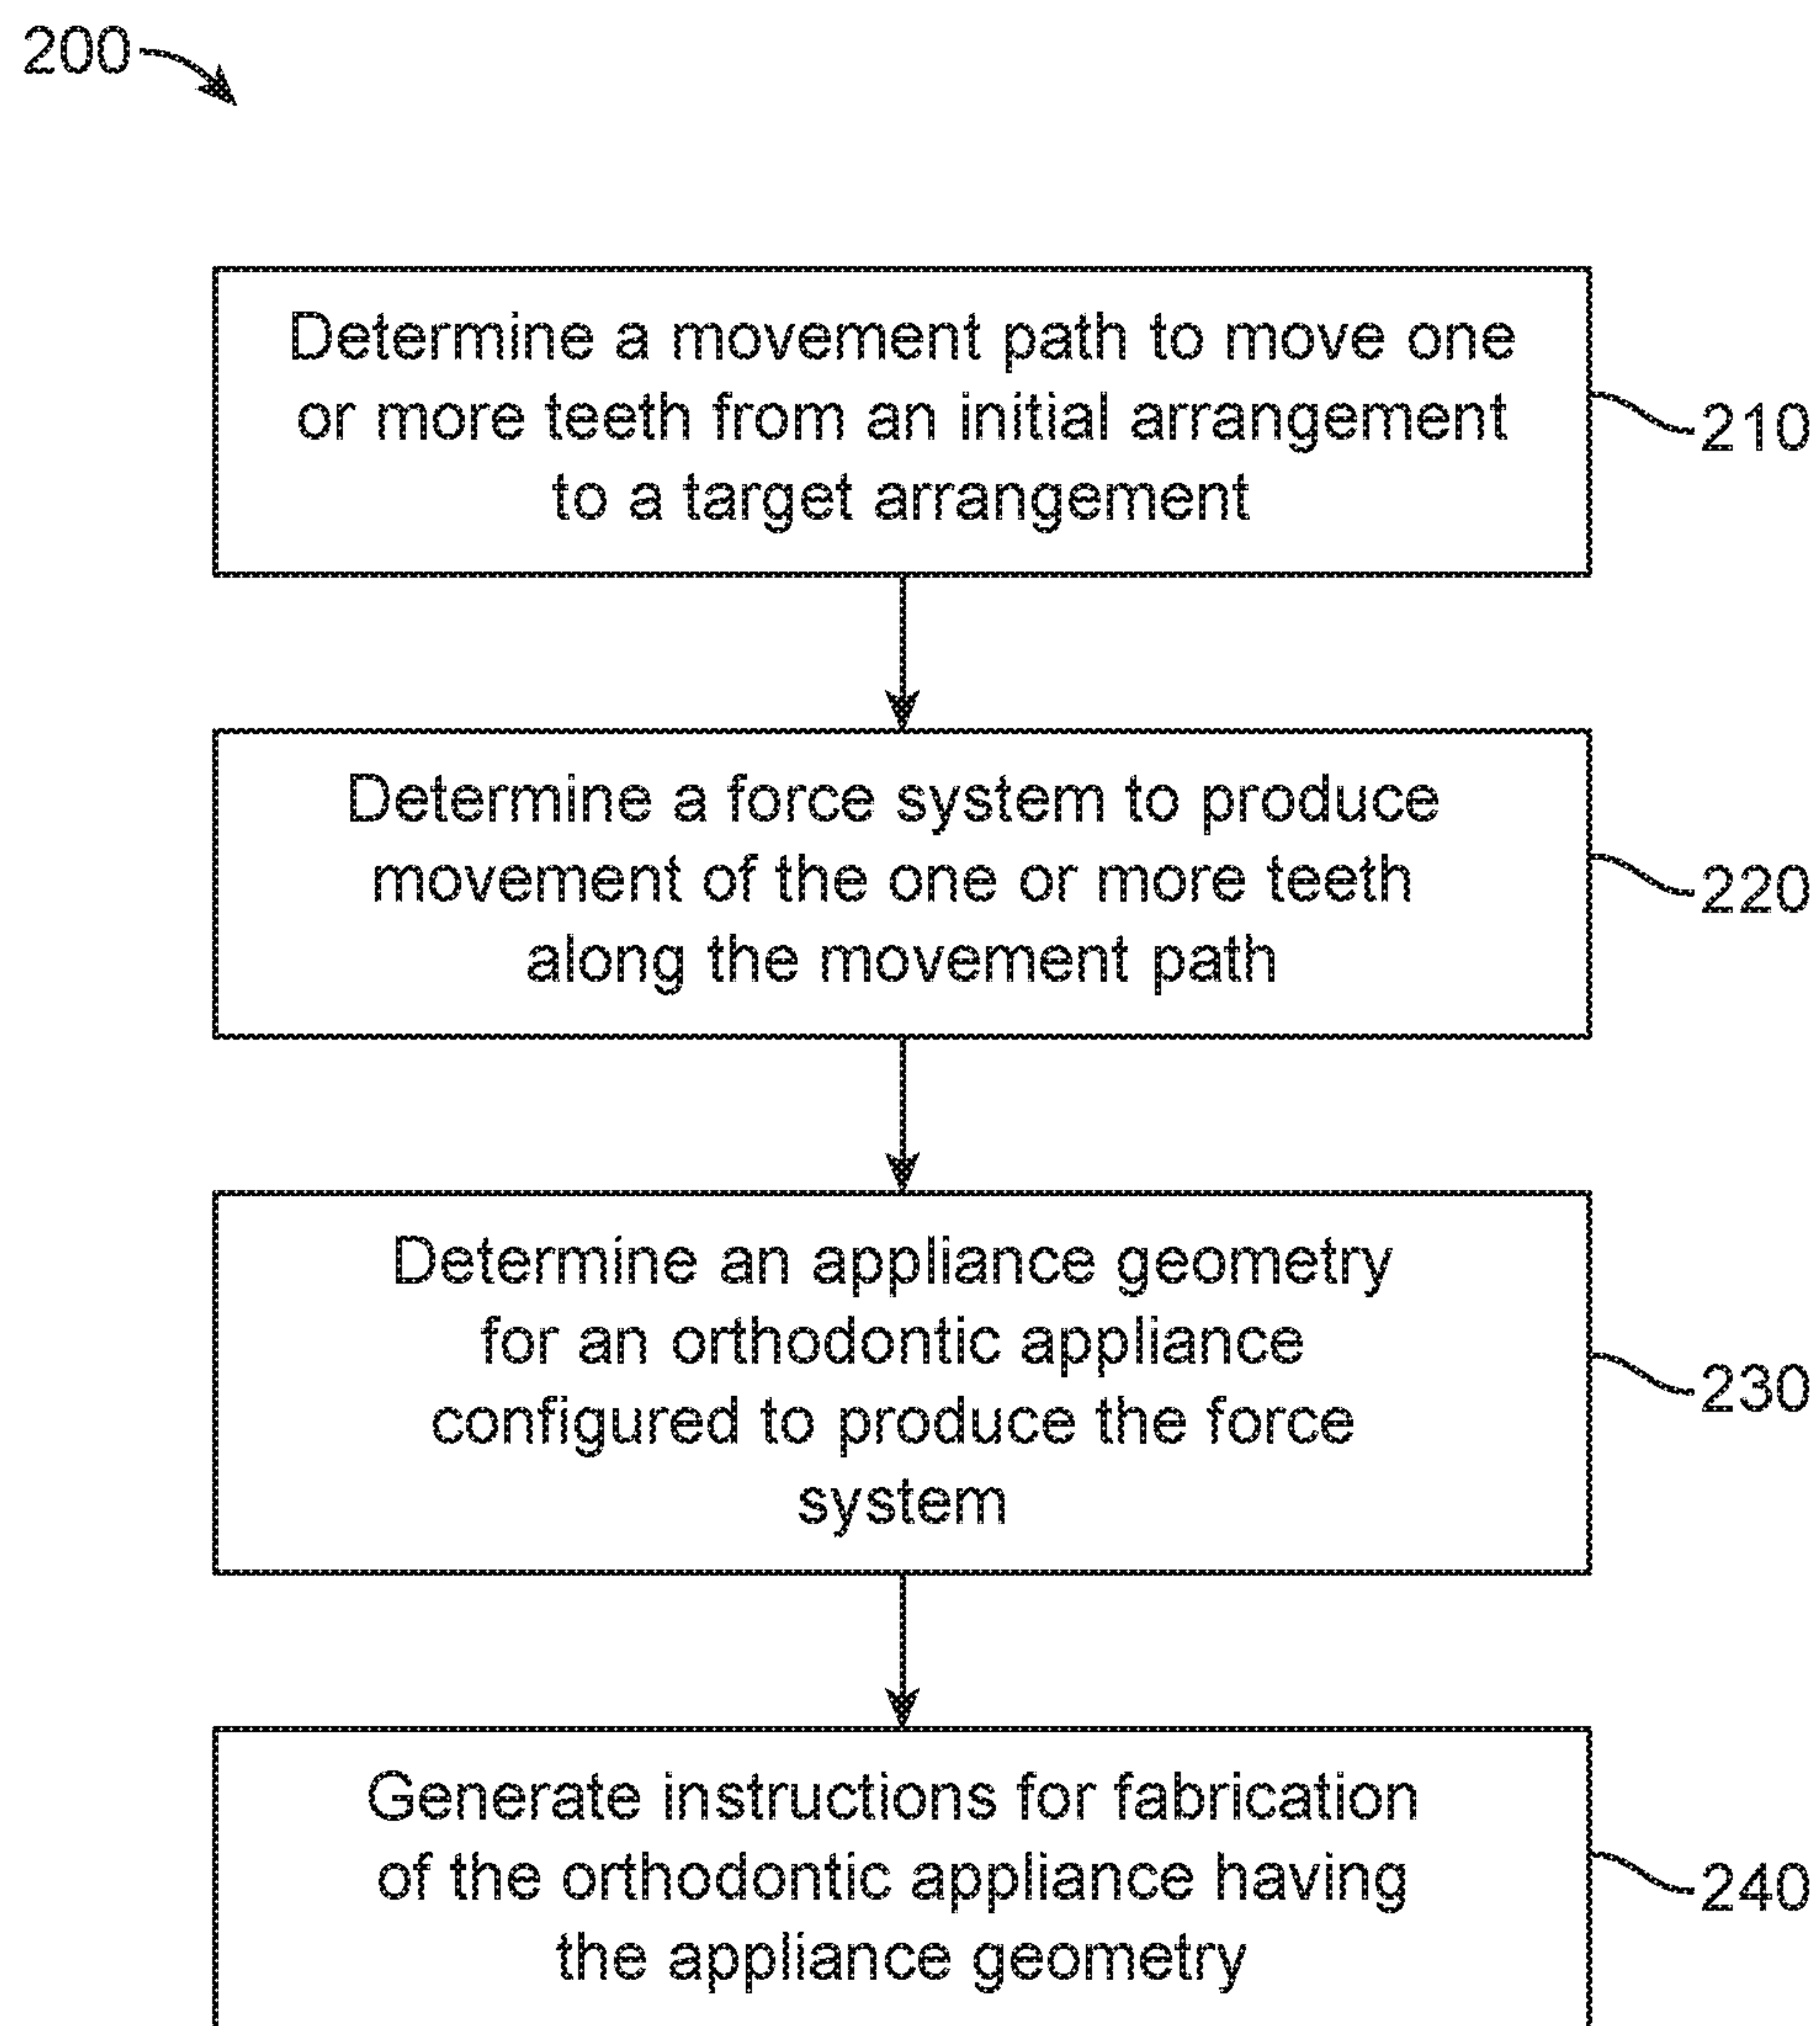 200
Determine a movement path to move one
or more teeth from an initial arrangement
to a target arrangement
210
Determine a force system to produce
movement of the one or more teeth
along the movement path
220
Determine an appliance geometry
for an orthodontic appliance
configured to produce the force
system
230
Generate instructions for fabrication
of the orthodontic appliance having
the appliance geometry
240